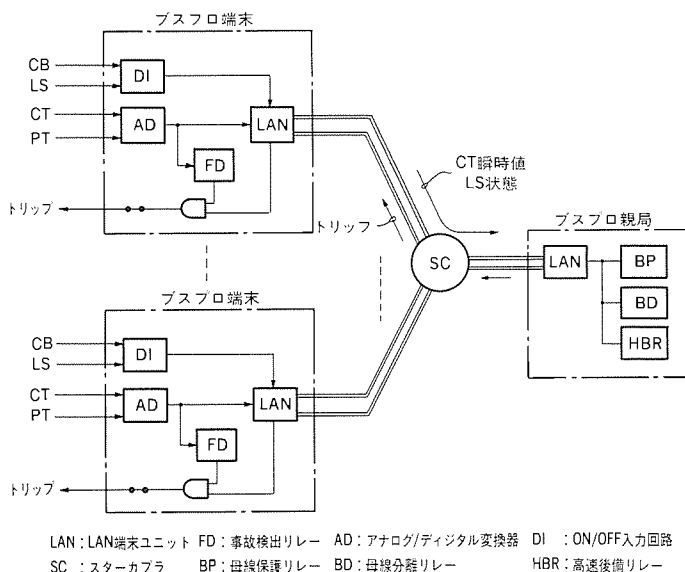 ブスプロ端末
CB
LS
DI
CT
PT
AD
LAN
FD
トリップ
CT瞬時値
LS状態
トリップ
SC
ブスプロ親局
LAN
BP
BD
HBR
ブスプロ端末
CB
LS
DI
CT
PT
AD
LAN
FD
トリップ
LAN：LAN端末ユニット FD：事故検出リレー AD：アナログ/ディジタル変換器 DI：ON/OFF入力回路
SC：スターカプラ BP：母線保護リレー BD：母線分離リレー HBR：高速後備リレー